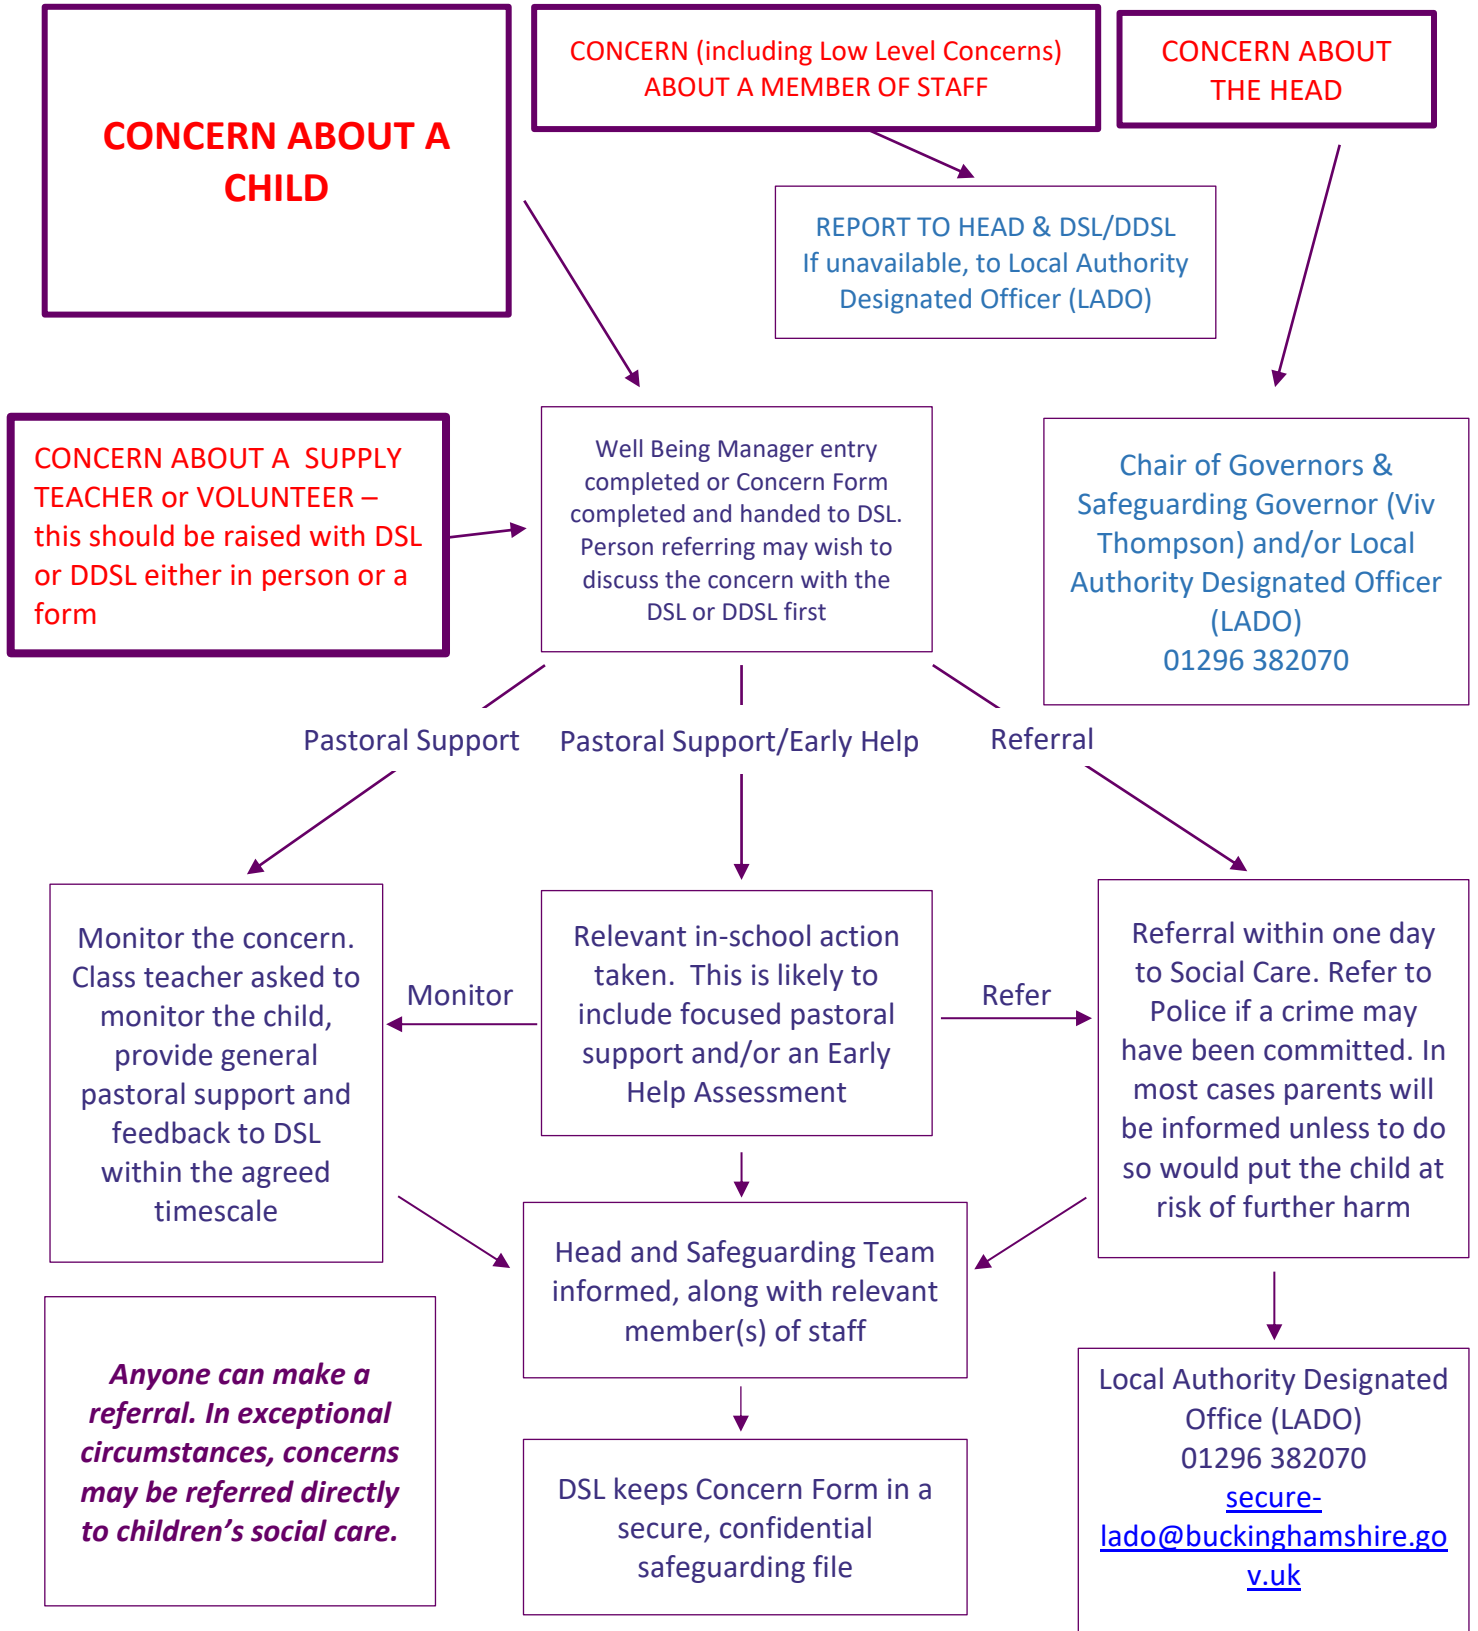 CONCERN ABOUT A
CHILD
CONCERN (including Low Level Concerns)
ABOUT A MEMBER OF STAFF
CONCERN ABOUT
THE HEAD
REPORT TO HEAD & DSL/DDSL
If unavailable, to Local Authority
Designated Officer (LADO)
CONCERN ABOUT A  SUPPLY
TEACHER or VOLUNTEER –
this should be raised with DSL
or DDSL either in person or a
form
Well Being Manager entry
completed or Concern Form
completed and handed to DSL.
Person referring may wish to
discuss the concern with the
DSL or DDSL first
Chair of Governors &
Safeguarding Governor (Viv
Thompson) and/or Local
Authority Designated Officer
(LADO)
01296 382070
Pastoral Support
Pastoral Support/Early Help
Referral
Monitor the concern.
Class teacher asked to
monitor the child,
provide general
pastoral support and
feedback to DSL
within the agreed
timescale
Monitor
Relevant in-school action
taken.  This is likely to
include focused pastoral
support and/or an Early
Help Assessment
Refer
Referral within one day
to Social Care. Refer to
Police if a crime may
have been committed. In
most cases parents will
be informed unless to do
so would put the child at
risk of further harm
Head and Safeguarding Team
informed, along with relevant
member(s) of staff
Anyone can make a
referral. In exceptional
circumstances, concerns
may be referred directly
to children’s social care.
DSL keeps Concern Form in a
secure, confidential
safeguarding file
Local Authority Designated
Office (LADO)
01296 382070
secure-
lado@buckinghamshire.go
v.uk